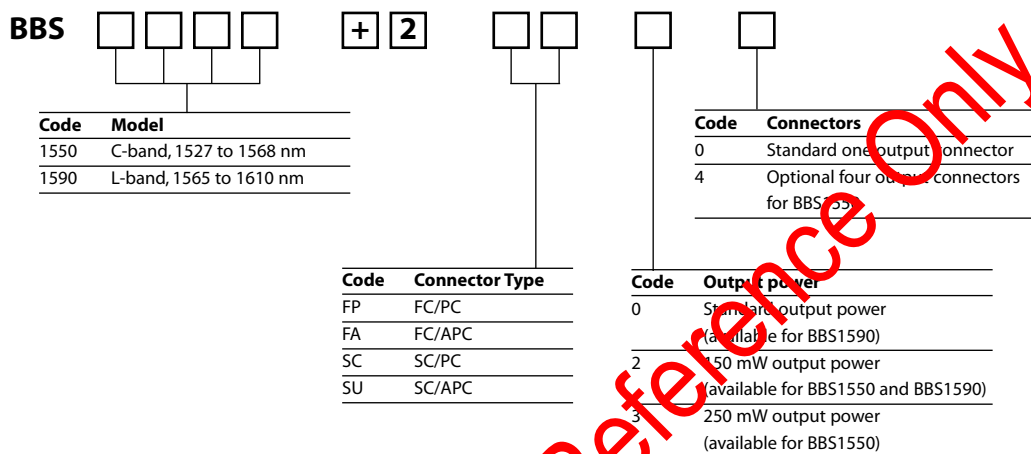 BBS + 2
Code Model
1550 C-band, 1527 to 1568 nm
1590 L-band, 1565 to 1610 nm
Code Connectors
0 Standard one output connector
4 Optional four output connectors
for BBS1550
Code Connector Type
FP FC/PC
FA FC/APC
SC SC/PC
SU SC/APC
Code Output power
0 Standard output power
(available for BBS1590)
2 150 mW output power
(available for BBS1550 and BBS1590)
3 250 mW output power
(available for BBS1550)
Reference Only